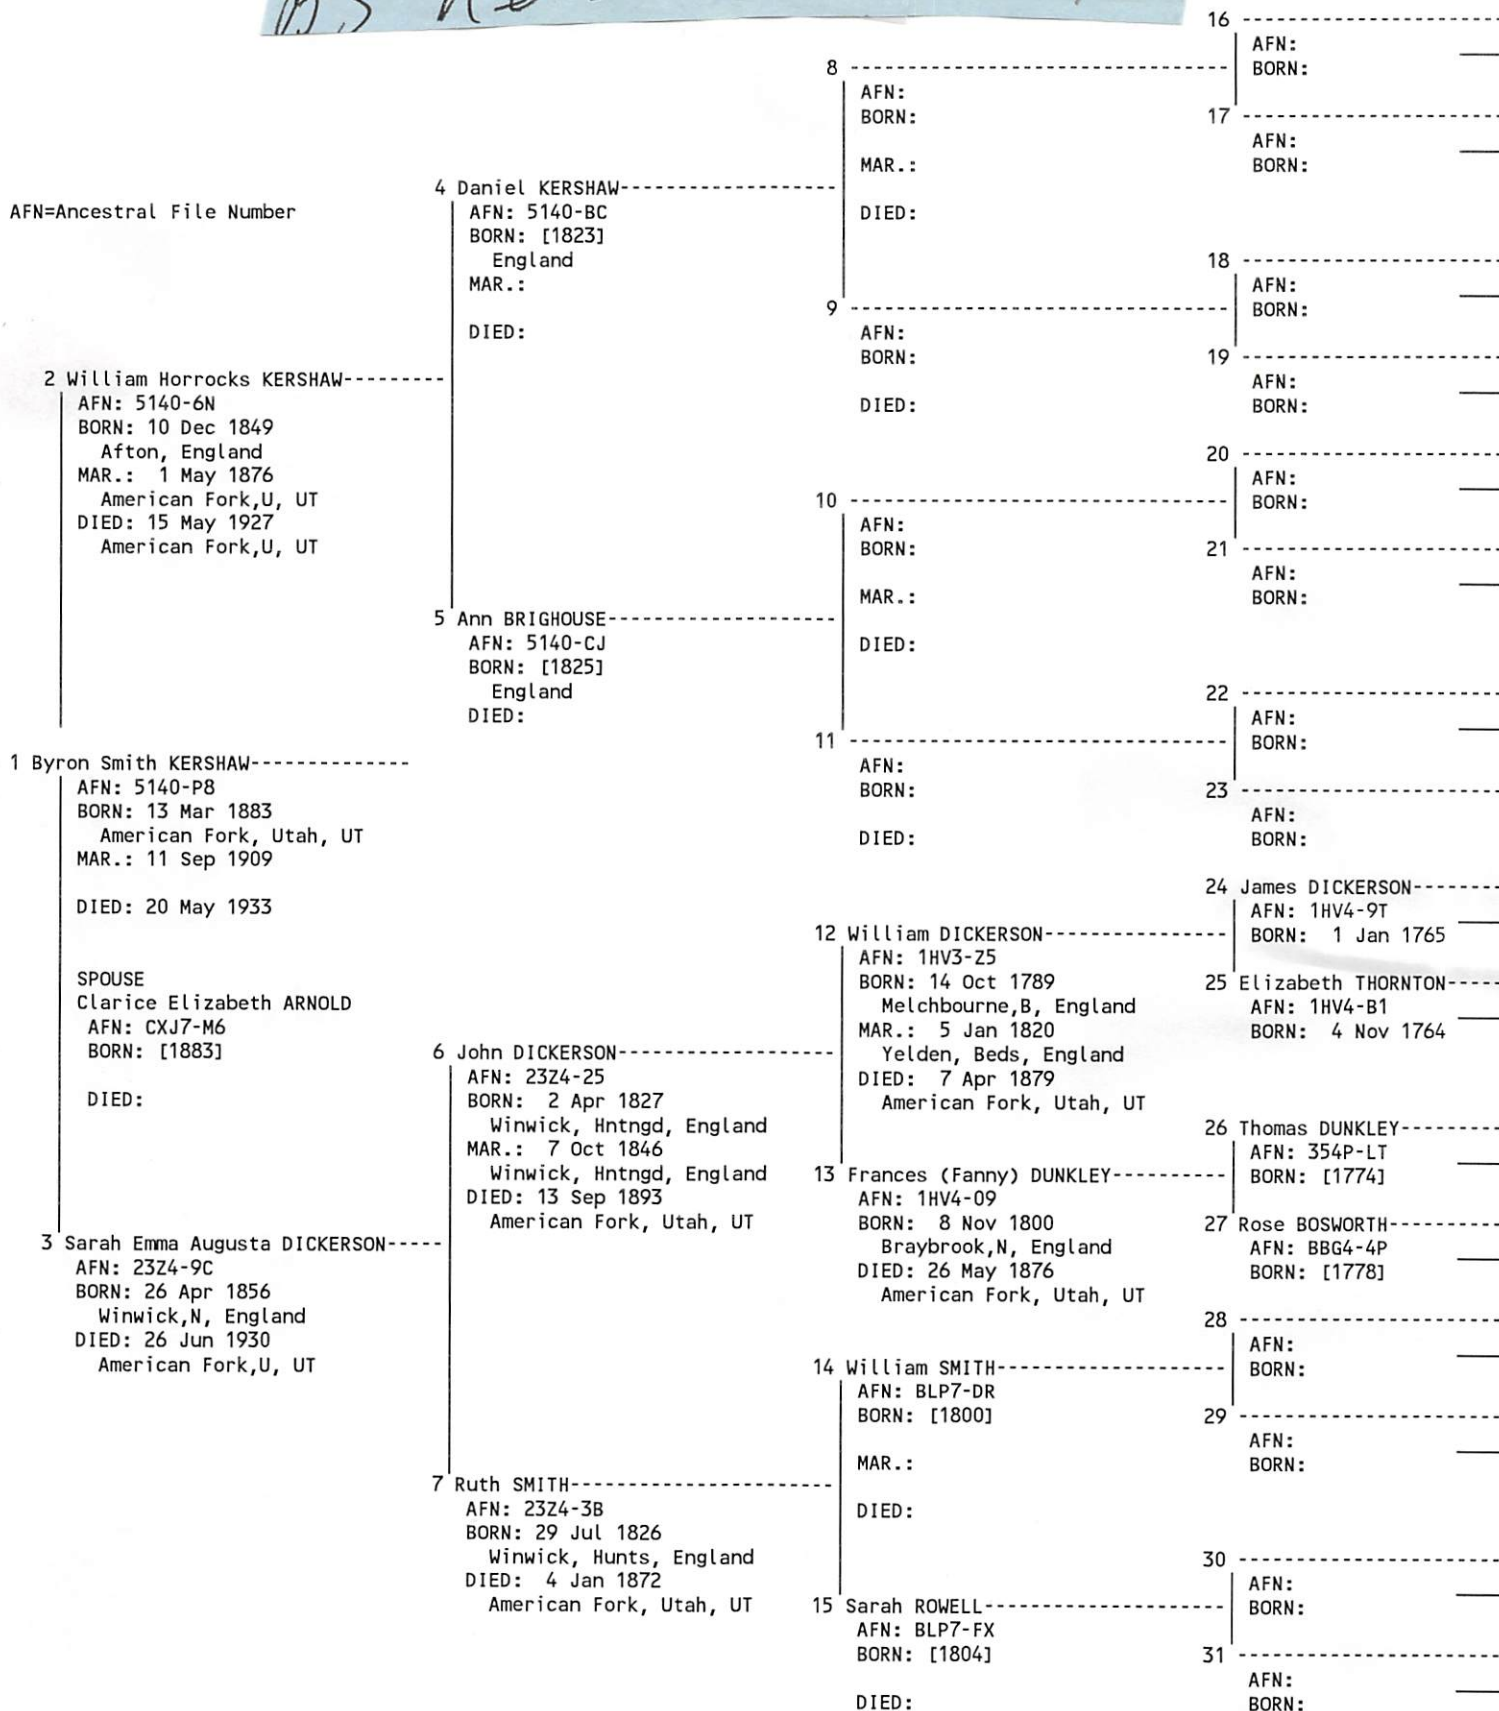 16 ------------------
AFN:
BORN:
8 ------------------
AFN:
BORN:
MAR.:
DIED:
17 ------------------
AFN:
BORN:
4 Daniel KERSHAW------------------
AFN: 5140-BC
BORN: [1823]
England
MAR.:
DIED:
AFN=Ancestral File Number
18 ------------------
AFN:
BORN:
9 ------------------
AFN:
BORN:
DIED:
19 ------------------
AFN:
BORN:
2 William Horrocks KERSHAW---------
AFN: 5140-6N
BORN: 10 Dec 1849
Afton, England
MAR.: 1 May 1876
American Fork,U, UT
DIED: 15 May 1927
American Fork,U, UT
20 ------------------
AFN:
BORN:
10 ------------------
AFN:
BORN:
MAR.:
DIED:
21 ------------------
AFN:
BORN:
5 Ann BRIGHOUSE-------------------
AFN: 5140-CJ
BORN: [1825]
England
DIED:
22 ------------------
AFN:
BORN:
11 ------------------
AFN:
BORN:
DIED:
23 ------------------
AFN:
BORN:
1 Byron Smith KERSHAW-------------
AFN: 5140-P8
BORN: 13 Mar 1883
American Fork, Utah, UT
MAR.: 11 Sep 1909
DIED: 20 May 1933
SPOUSE
Clarice Elizabeth ARNOLD
AFN: CXJ7-M6
BORN: [1883]
DIED:
24 James DICKERSON--------
AFN: 1HV4-9T
BORN: 1 Jan 1765
12 William DICKERSON---------------
AFN: 1HV3-Z5
BORN: 14 Oct 1789
Melchbourne,B, England
MAR.: 5 Jan 1820
Yelden, Beds, England
DIED: 7 Apr 1879
American Fork, Utah, UT
25 Elizabeth THORNTON-----
AFN: 1HV4-B1
BORN: 4 Nov 1764
6 John DICKERSON------------------
AFN: 23Z4-25
BORN: 2 Apr 1827
Winwick, Hntngd, England
MAR.: 7 Oct 1846
Winwick, Hntngd, England
DIED: 13 Sep 1893
American Fork, Utah, UT
26 Thomas DUNKLEY---------
AFN: 354P-LT
BORN: [1774]
13 Frances (Fanny) DUNKLEY----------
AFN: 1HV4-09
BORN: 8 Nov 1800
Braybrook,N, England
DIED: 26 May 1876
American Fork, Utah, UT
27 Rose BOSWORTH----------
AFN: BBG4-4P
BORN: [1778]
3 Sarah Emma Augusta DICKERSON-----
AFN: 23Z4-9C
BORN: 26 Apr 1856
Winwick,N, England
DIED: 26 Jun 1930
American Fork,U, UT
28 ------------------
AFN:
BORN:
14 William SMITH-------------------
AFN: BLP7-DR
BORN: [1800]
MAR.:
DIED:
29 ------------------
AFN:
BORN:
7 Ruth SMITH----------------------
AFN: 23Z4-3B
BORN: 29 Jul 1826
Winwick, Hunts, England
DIED: 4 Jan 1872
American Fork, Utah, UT
30 ------------------
AFN:
BORN:
15 Sarah ROWELL--------------------
AFN: BLP7-FX
BORN: [1804]
DIED:
31 ------------------
AFN:
BORN: